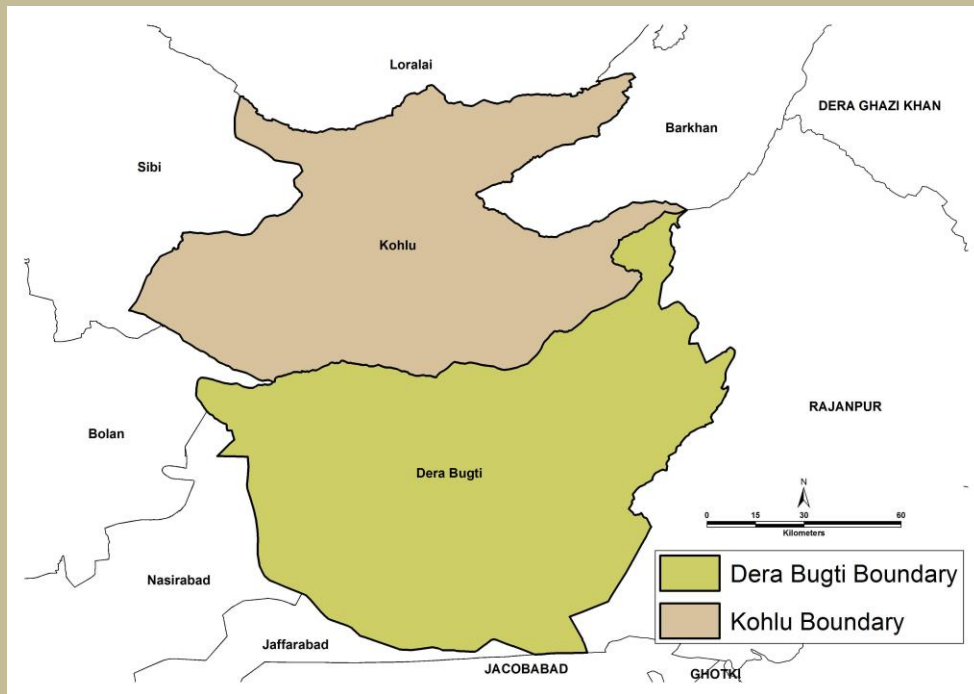 Loralai
DERA GHAZI KHAN
Barkhan
Sibi
Kohlu
RAJANPUR
Bolan
Dera Bugti
N
0 15 30 60
Kilometers
Dera Bugti Boundary
Nasirabad
Kohlu Boundary
Jaffarabad
JACOBABAD
GHOTKI